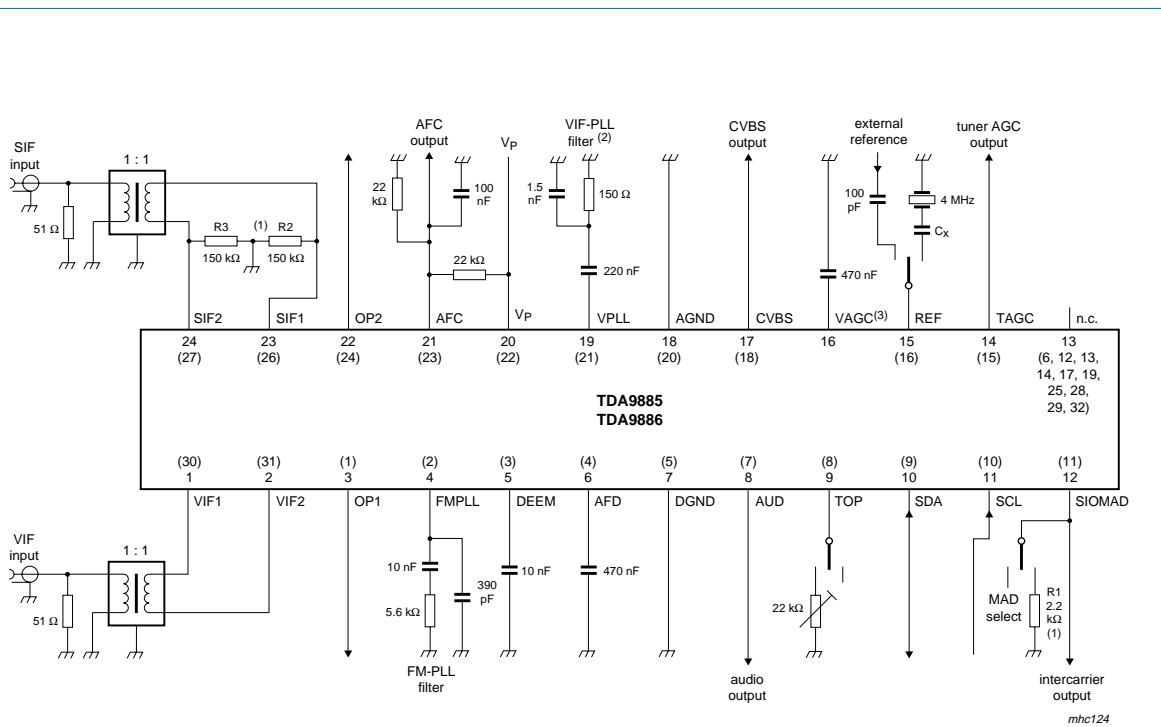 SIF
input
1 : 1
51 Ω
R3
150 kΩ
(1)
R2
150 kΩ
AFC
output
22
kΩ
100
nF
22 kΩ
VP
VIF-PLL
filter (2)
1.5
nF
150 Ω
220 nF
CVBS
output
470 nF
external
reference
100
pF
4 MHz
Cx
tuner AGC
output
SIF2
SIF1
OP2
AFC
VP
VPLL
AGND
CVBS
VAGC(3)
REF
TAGC
n.c.
24
(27)
23
(26)
22
(24)
21
(23)
20
(22)
19
(21)
18
(20)
17
(18)
16
15
(16)
14
(15)
13
(6, 12, 13,
14, 17, 19,
25, 28,
29, 32)
TDA9885
TDA9886
(30)
1
(31)
2
(1)
3
(2)
4
(3)
5
(4)
6
(5)
7
(7)
8
(8)
9
(9)
10
(10)
11
(11)
12
VIF1
VIF2
OP1
FMPLL
DEEM
AFD
DGND
AUD
TOP
SDA
SCL
SIOMAD
VIF
input
1 : 1
51 Ω
10 nF
5.6 kΩ
390
pF
FM-PLL
filter
10 nF
470 nF
audio
output
22 kΩ
MAD
select
R1
2.2
kΩ
(1)
intercarrier
output
mhc124